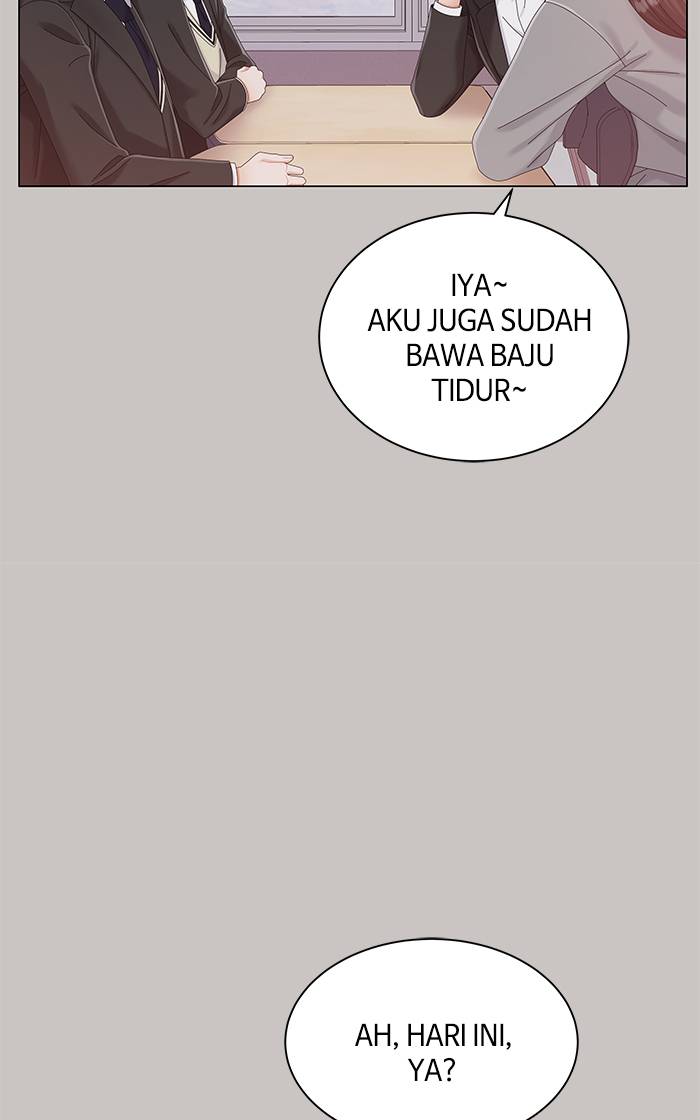 IYA~
AKU JUGA SUDAH
BAWA BAJU
TIDUR~
AH, HARI INI,
YA?